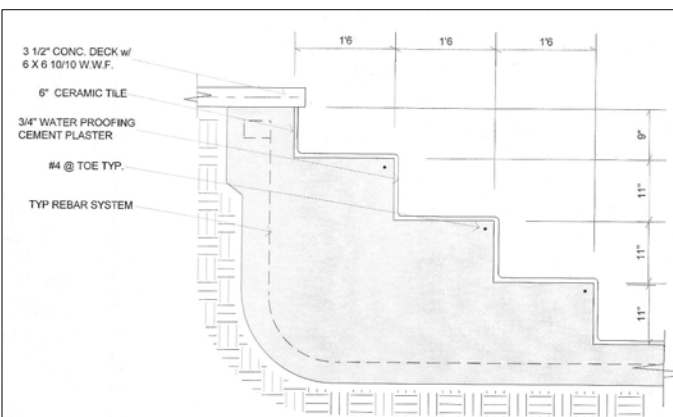 1'6
1'6
1'6
3 1/2" CONC. DECK w/
6 X 6 10/10 W.W.F.
6" CERAMIC TILE
3/4" WATER PROOFING
CEMENT PLASTER
#4 @ TOE TYP.
TYP REBAR SYSTEM
9"
11"
11"
11"